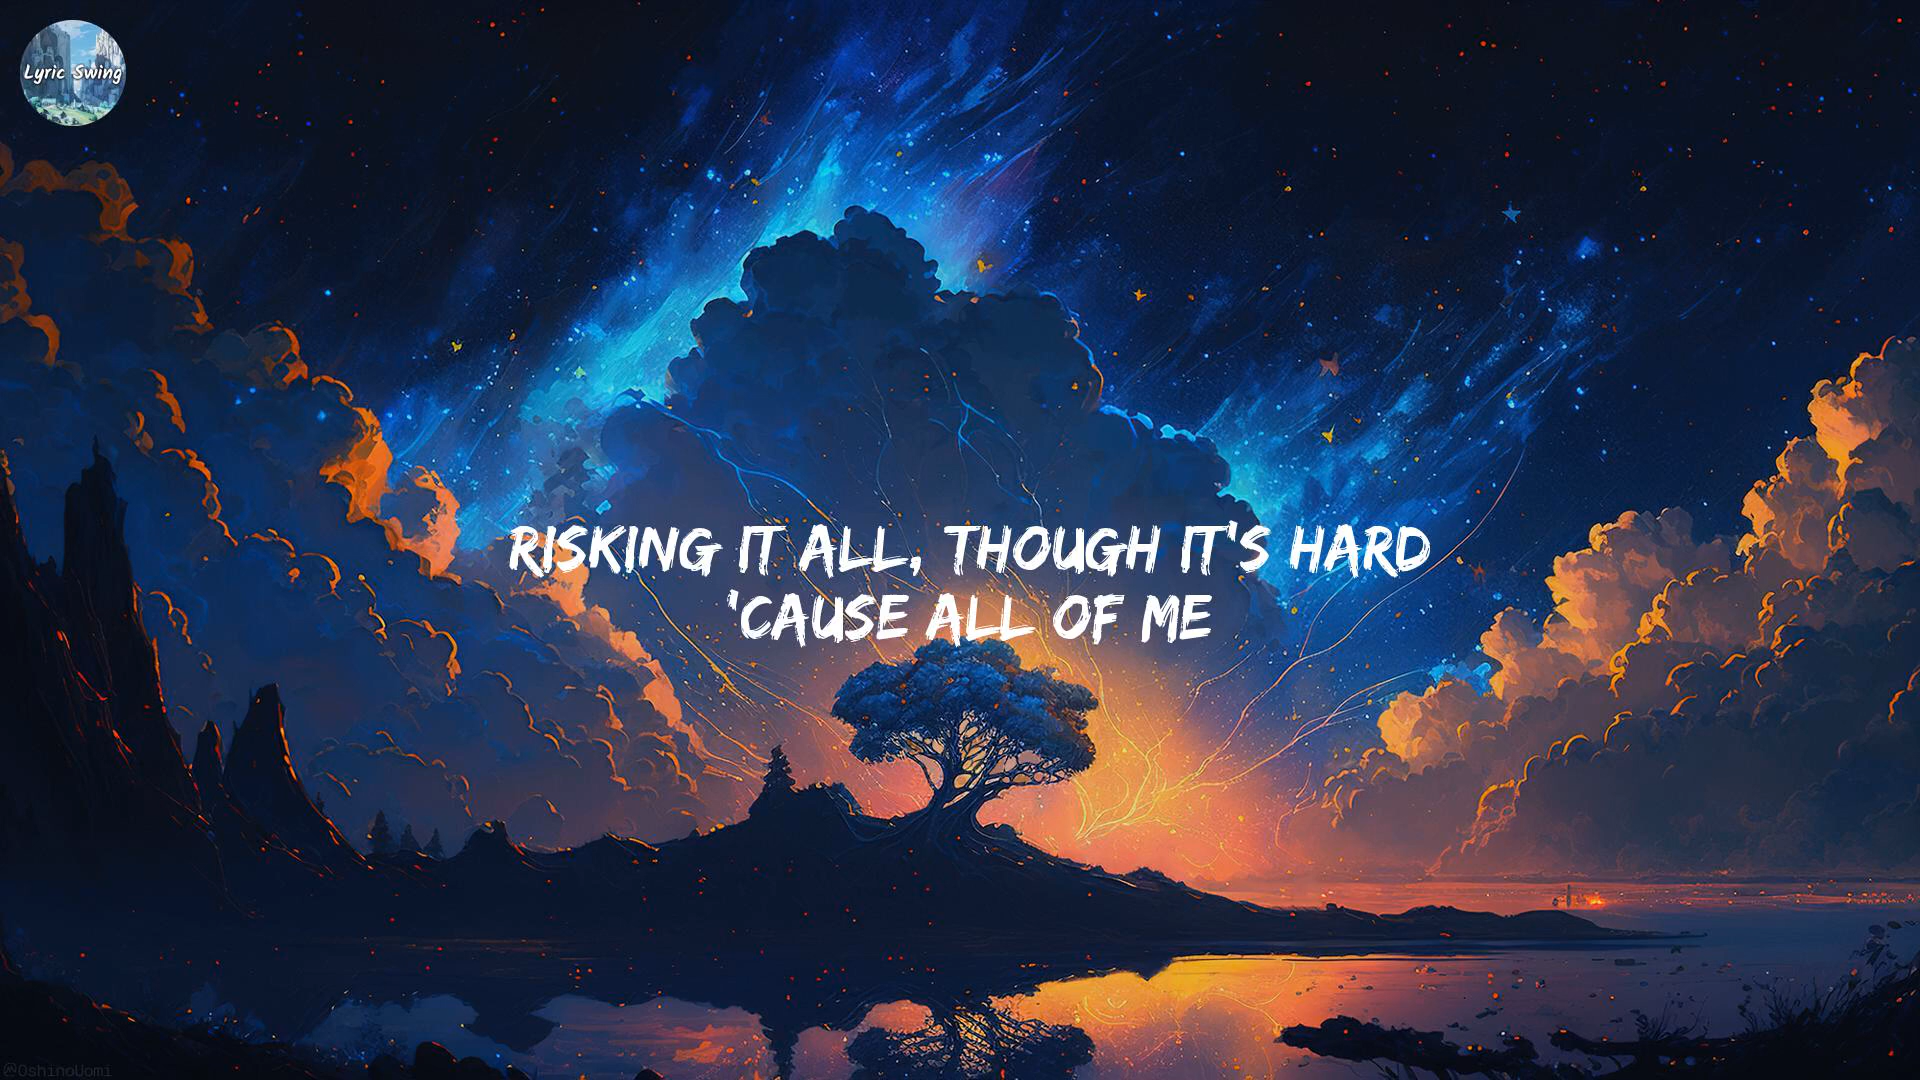 Lyric Swing
RISKING IT ALL, THOUGH IT'S HARD
'CAUSE ALL OF ME
@OshinoUomi